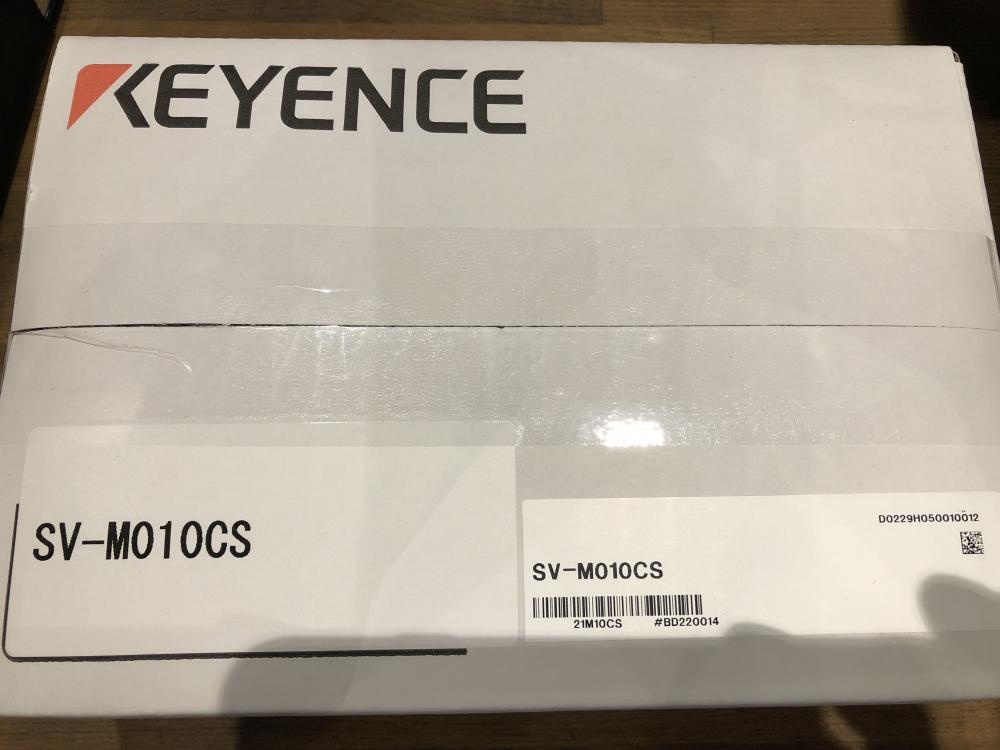 KEYENCE
SV-M010CS
D0229H050010012
SV-M010CS
21M10CS #BD220014